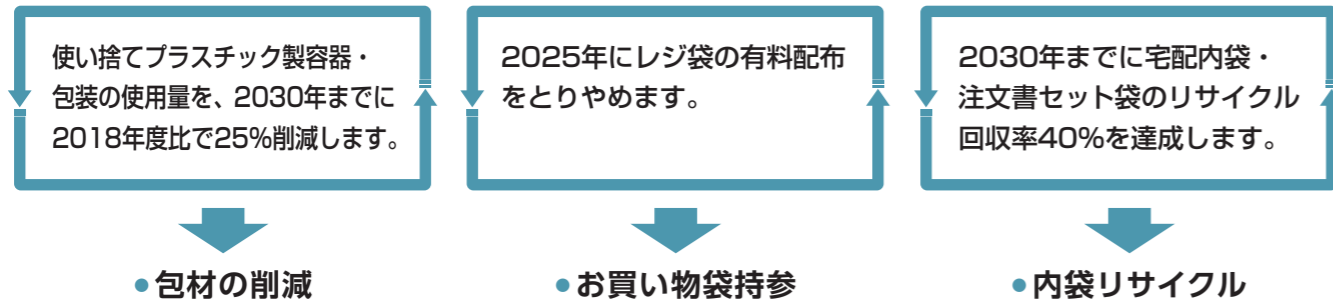 使い捨てプラスチック製容器・
包装の使用量を、2030年までに
2018年度比で25%削減します。
●包材の削減
2025年にレジ袋の有料配布
をとりやめます。
●お買い物袋持参
2030年までに宅配内袋・
注文書セット袋のリサイクル
回収率40%を達成します。
●内袋リサイクル